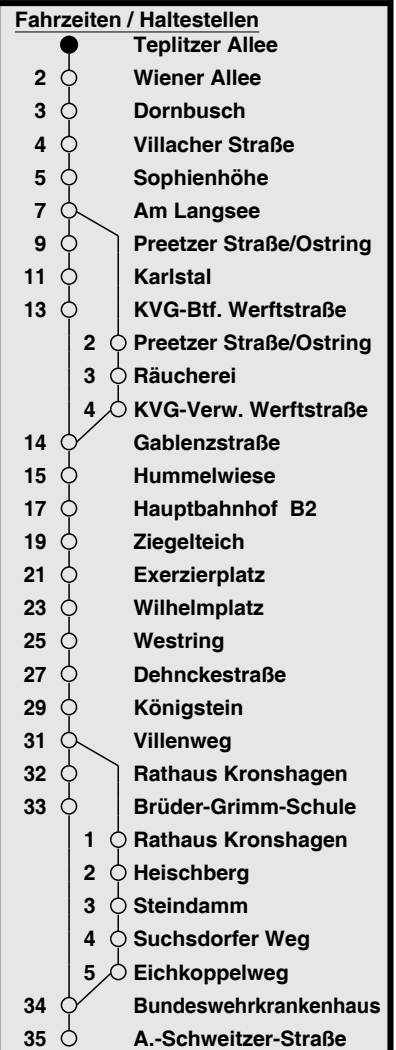 Fahrzeiten / Haltestellen
Teplitzer Allee
2 Wiener Allee
3 Dornbusch
4 Villacher Straße
5 Sophienhöhe
7 Am Langsee
9 Preetzer Straße/Ostring
11 Karlstal
13 KVG-Btf. Werftstraße
2 Preetzer Straße/Ostring
3 Räucherei
4 KVG-Verw. Werftstraße
14 Gablenzstraße
15 Hummelwiese
17 Hauptbahnhof B2
19 Ziegelteich
21 Exerzierplatz
23 Wilhelmplatz
25 Westring
27 Dehnckestraße
29 Königstein
31 Villenweg
32 Rathaus Kronshagen
33 Brüder-Grimm-Schule
1 Rathaus Kronshagen
2 Heischberg
3 Steindamm
4 Suchsdorfer Weg
5 Eichkoppelweg
34 Bundeswehrkrankenhaus
35 A.-Schweitzer-Straße